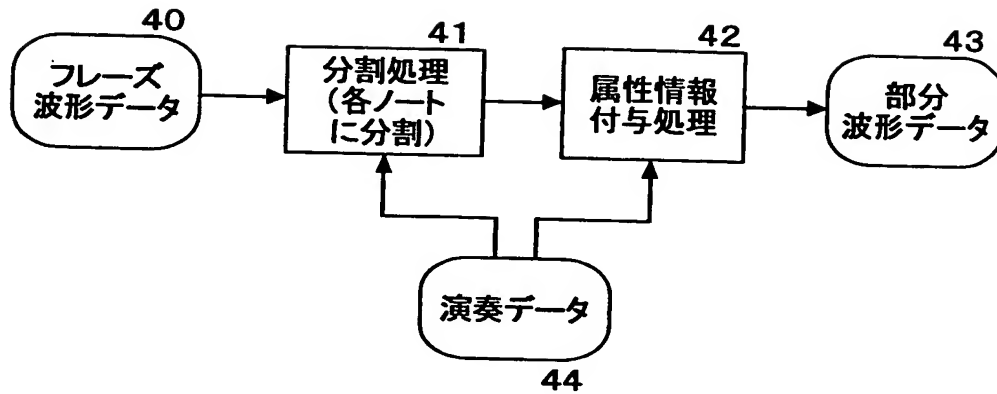 40
フレーズ
波形データ
41
分割処理
(各ノート
に分割)
42
属性情報
付与処理
43
部分
波形データ
演奏データ
44